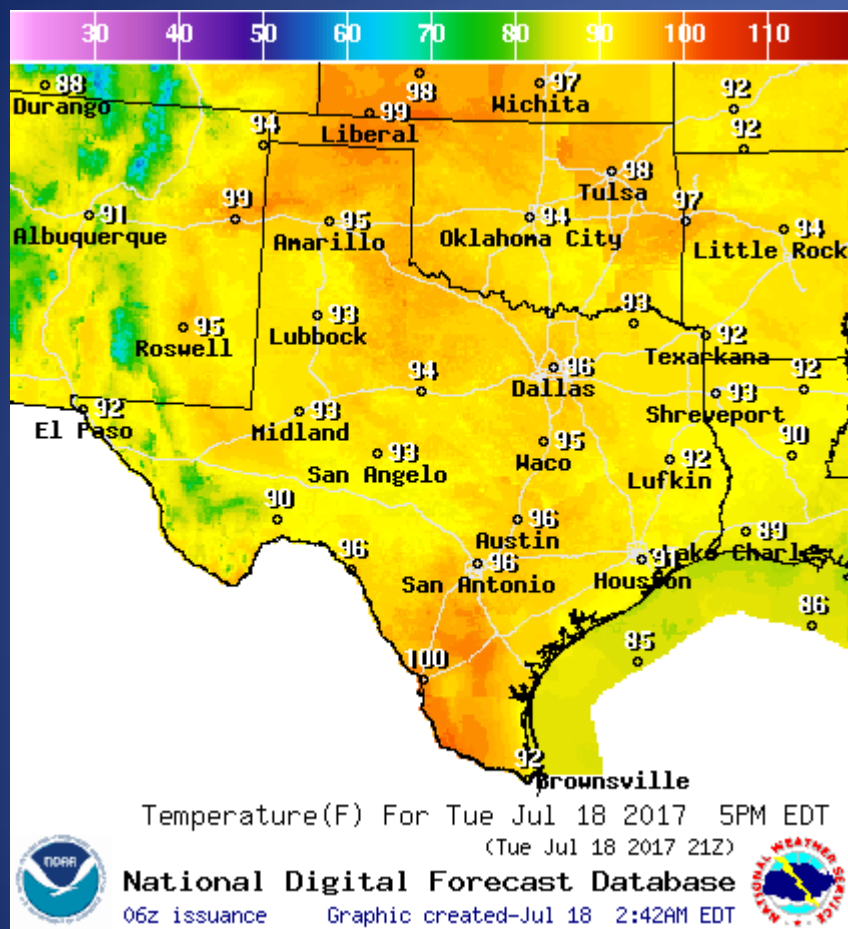 30 40 50 60 70 80 90 100 110
88 98 97 92
Durango 99 Wichita
94 Liberal 92
99 98
91 95 94 Tulsa 97 94
Albuquerque Amarillo Oklahoma City Little Rock
95 93 93 92
Roswell Lubbock Texarkana
94 96 92
92 93 Dallas 93
El Paso Midland Shreveport
93 95 92 90
San Angelo Waco Lufkin
90 96 89
96 Austin Lake Charles
96 91
San Antonio Houston
86
100 85
92
Brownsville
Temperature(F) For Tue Jul 18 2017 5PM EDT
(Tue Jul 18 2017 21Z)
NOAA
National Digital Forecast Database
06z issuance Graphic created-Jul 18 2:42AM EDT
NATIONAL WEATHER SERVICE